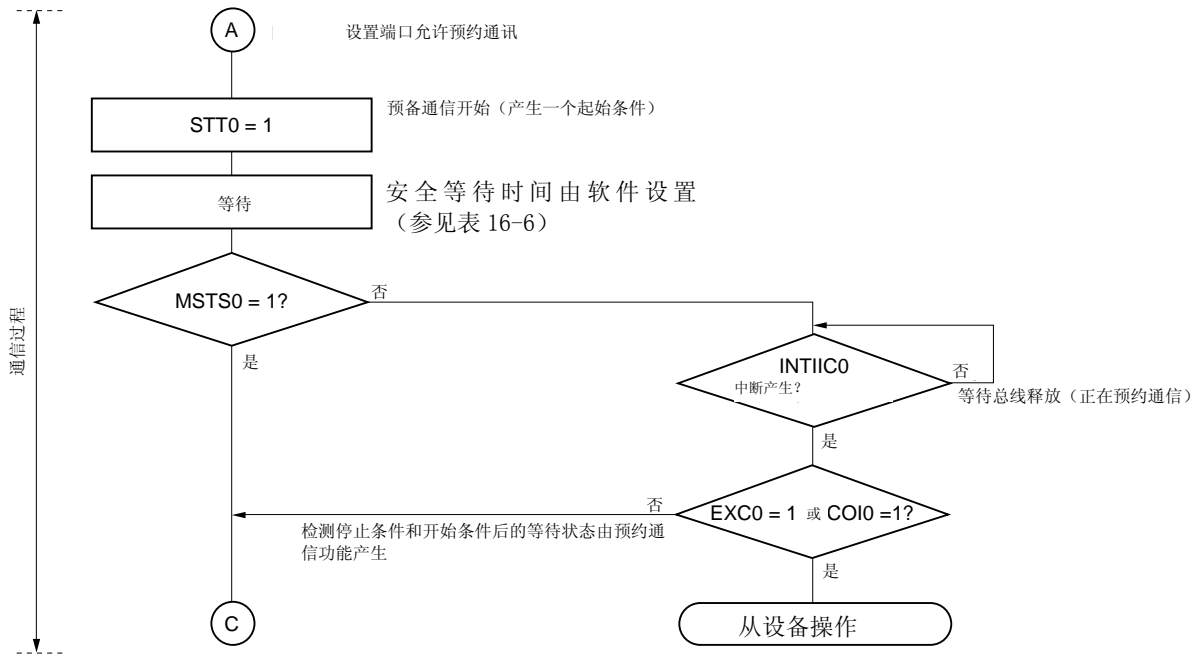 A
设置端口允许预约通讯
STT0 = 1
预备通信开始（产生一个起始条件）
等待
安全等待时间由软件设置
（参见表 16-6）
MSTS0 = 1?
否
是
通信过程
INTIIC0
中断产生?
否
等待总线释放（正在预约通信）
是
EXC0 = 1 或 COI0 =1?
否
检测停止条件和开始条件后的等待状态由预约通
信功能产生
是
C
从设备操作